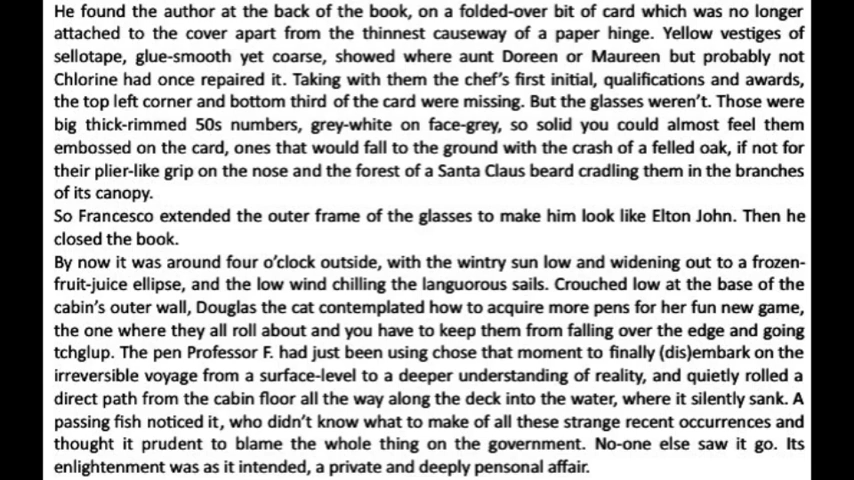 He found the author at the back of the book, on a folded-over bit of card which was no longer
attached to the cover apart from the thinnest causeway of a paper hinge. Yellow vestiges of
sellotape, glue-smooth yet coarse, showed where aunt Doreen or Maureen but probably not
Chlorine had once repaired it. Taking with them the chef's first initial, qualifications and awards,
the top left corner and bottom third of the card were missing. But the glasses weren't. Those were
big thick-rimmed 50s numbers, grey-white on face-grey, so solid you could almost feel them
embossed on the card, ones that would fall to the ground with the crash of a felled oak, if not for
their plier-like grip on the nose and the forest of a Santa Claus beard cradling them in the branches
of its canopy.
So Francesco extended the outer frame of the glasses to make him look like Elton John. Then he
closed the book.
By now it was around four o'clock outside, with the wintry sun low and widening out to a frozen-
fruit-juice ellipse, and the low wind chilling the languorous sails. Crouched low at the base of the
cabin's outer wall, Douglas the cat contemplated how to acquire more pens for her fun new game,
the one where they all roll about and you have to keep them from falling over the edge and going
tchglup. The pen Professor F. had just been using chose that moment to finally (dis)embark on the
irreversible voyage from a surface-level to a deeper understanding of reality, and quietly rolled a
direct path from the cabin floor all the way along the deck into the water, where it silently sank. A
passing fish noticed it, who didn't know what to make of all these strange recent occurrences and
thought it prudent to blame the whole thing on the government. No-one else saw it go. Its
enlightenment was as it intended, a private and deeply pensonal affair.